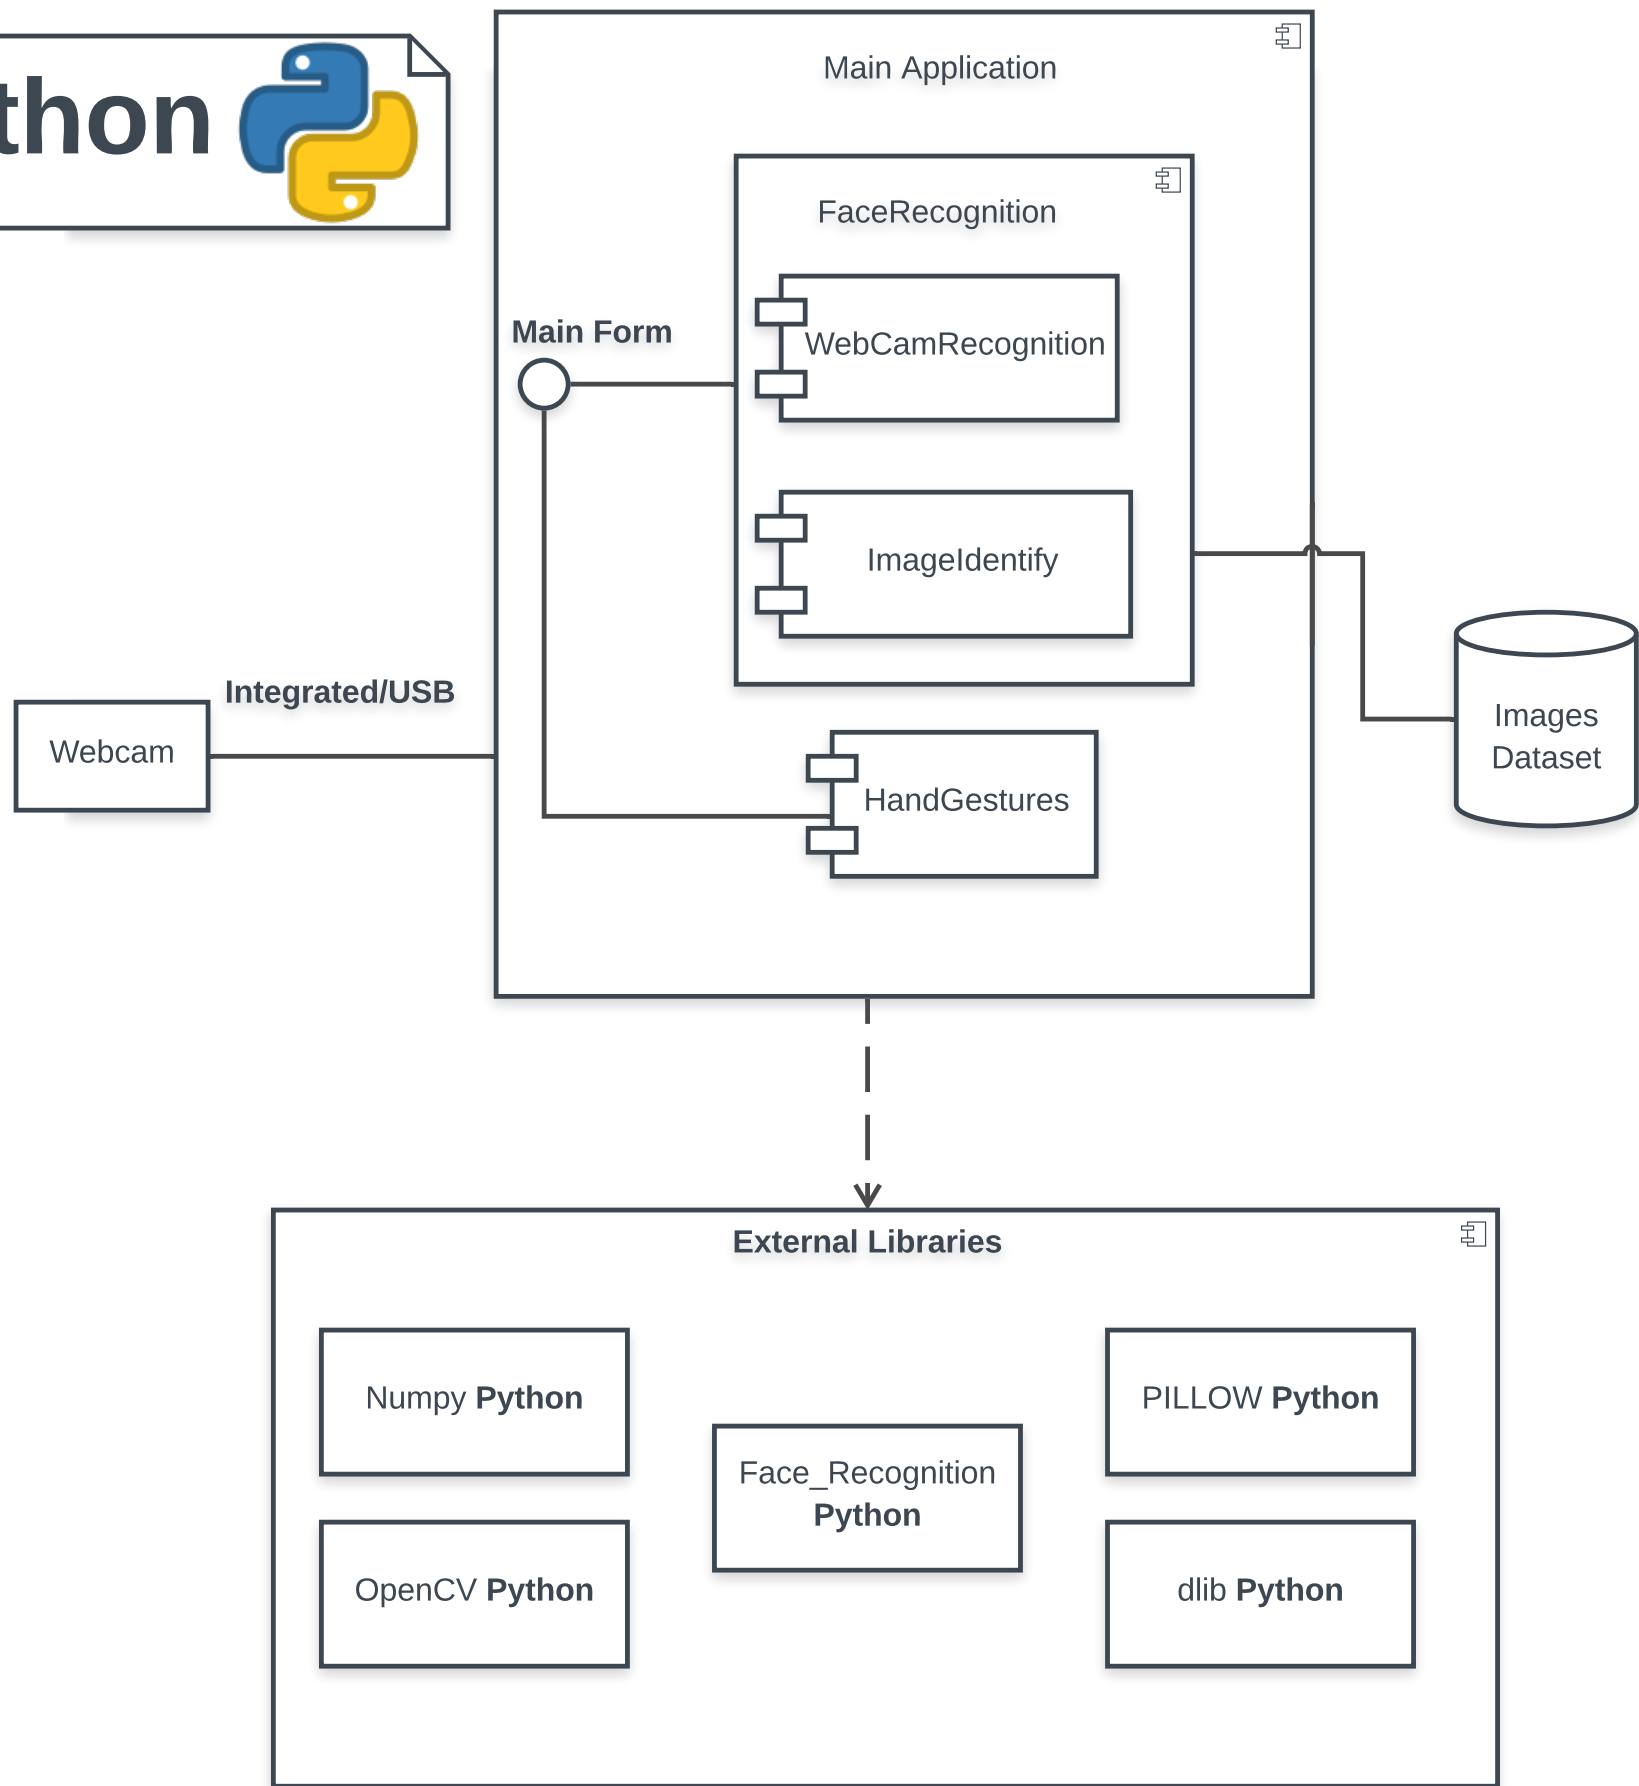 thon
Main Application
FaceRecognition
Main Form
WebCamRecognition
ImageIdentify
Integrated/USB
Webcam
HandGestures
Images
Dataset
External Libraries
Numpy Python
PILLOW Python
Face_Recognition
Python
OpenCV Python
dlib Python